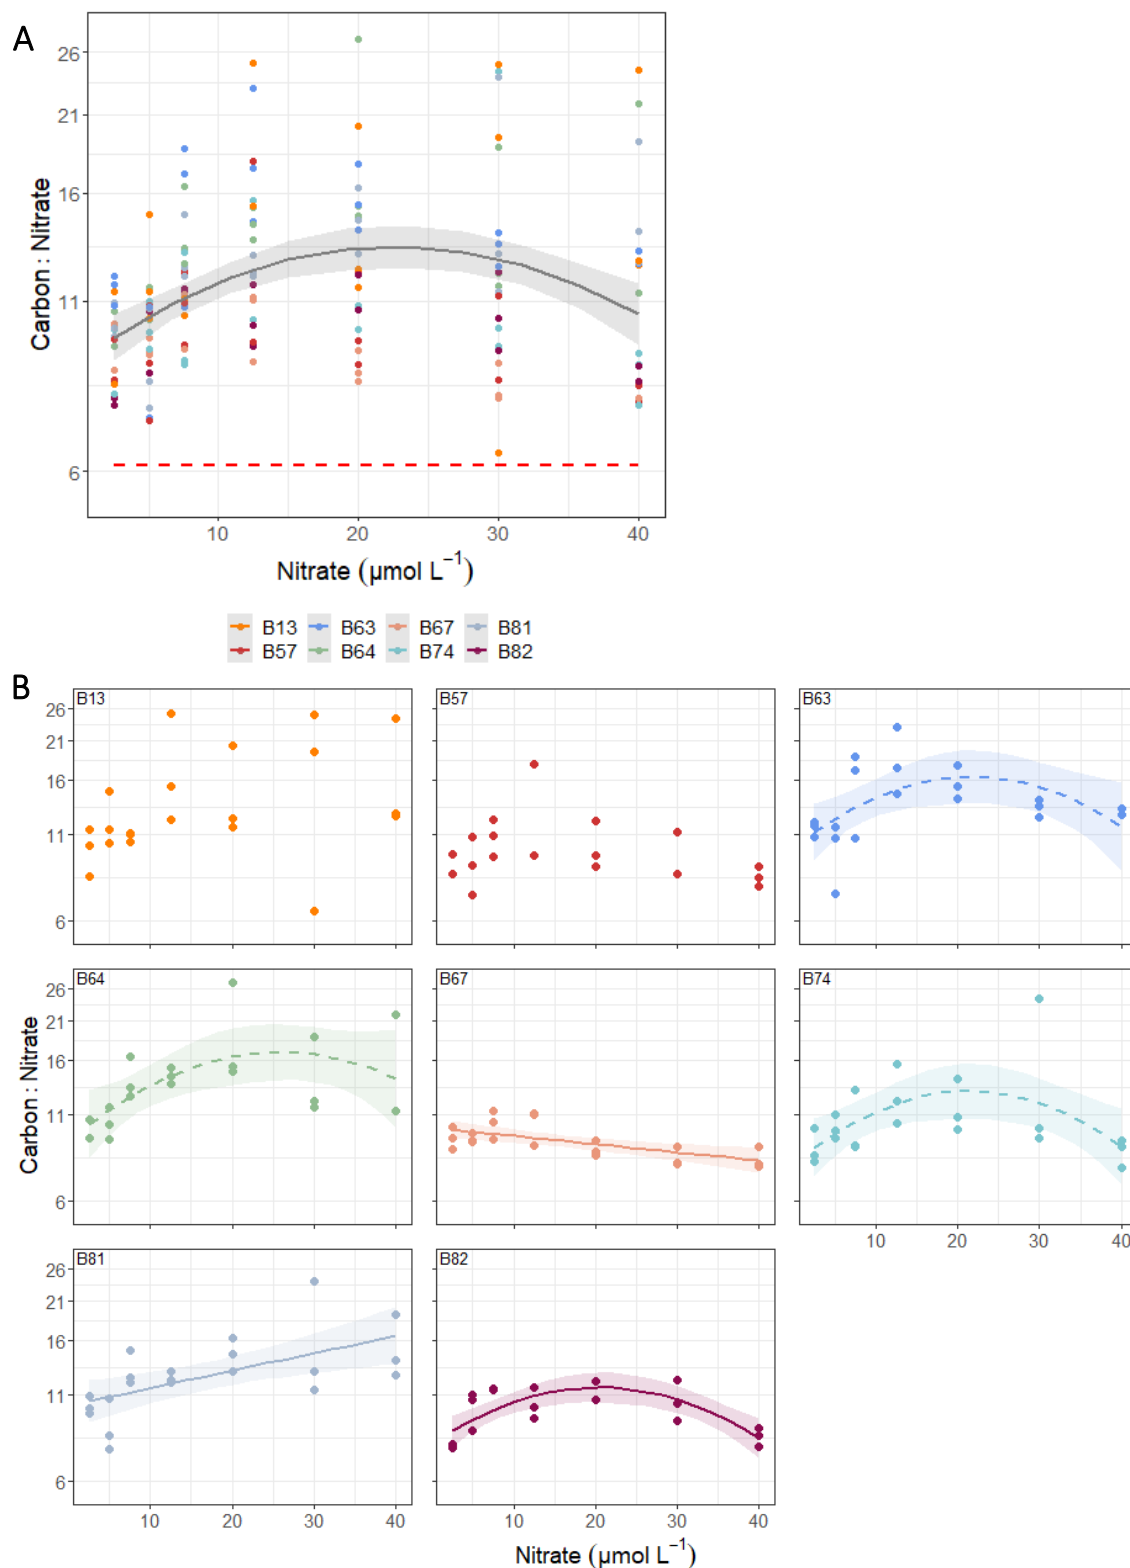 A
26
21
16
11
6
Carbon : Nitrate
10 20 30 40
Nitrate (μmol L⁻¹)
B13 B63 B67 B81
B57 B64 B74 B82
B
B13 B57 B63
26
21
16
11
6
B64 B67 B74
26
21
16
11
6
Carbon : Nitrate
10 20 30 40
B81 B82
26
21
16
11
6
10 20 30 40 10 20 30 40
Nitrate (μmol L⁻¹)